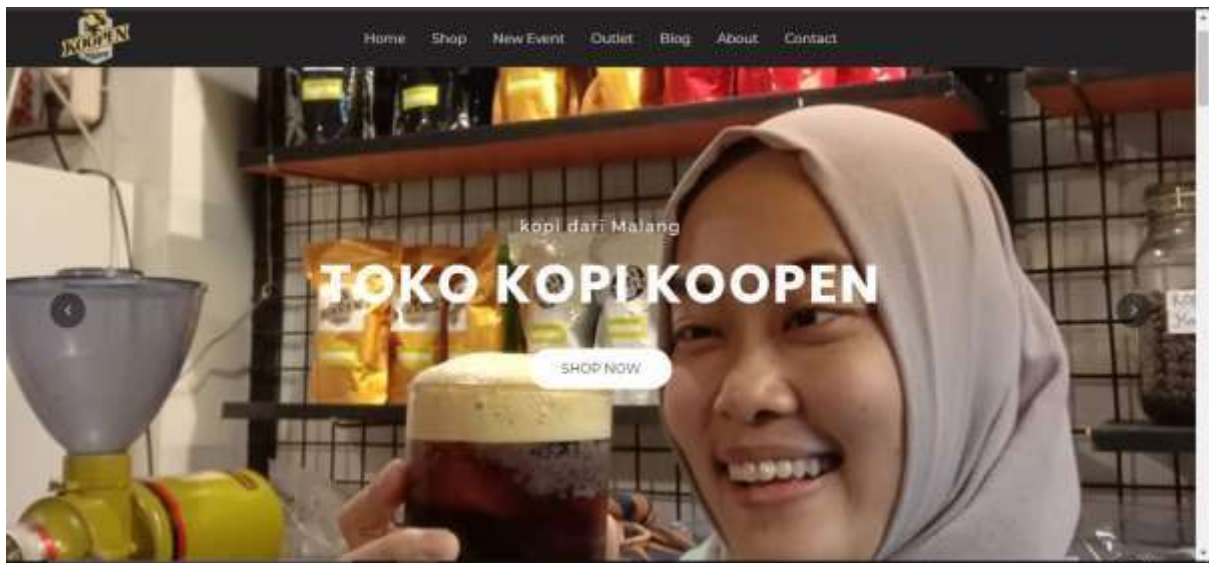 KOOPEN
Home Shop New Event Outlet Blog About Contact
kopi dari Malang
TOKO KOPI KOOPEN
SHOP NOW